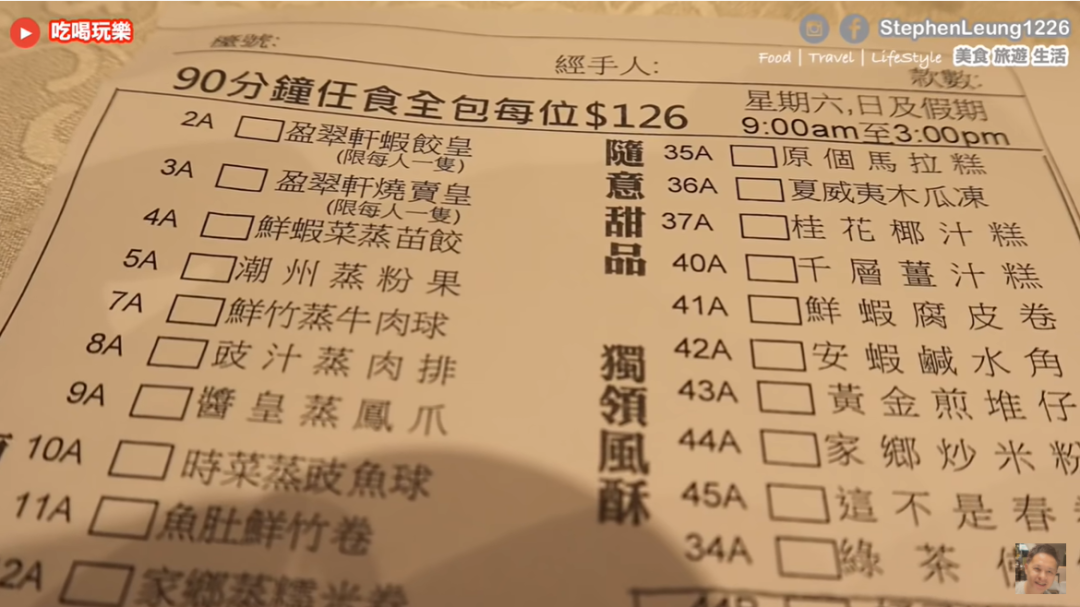 吃喝玩樂
StephenLeung1226
Food | Travel | LifeStyle 美食 旅遊 生活
檯號:
經手人:
款數:
90分鐘任食全包每位$126
星期六,日及假期
9:00am至3:00pm
2A 盈翠軒蝦餃皇
(限每人一隻)
3A 盈翠軒燒賣皇
(限每人一隻)
4A 鮮蝦菜蒸苗餃
5A 潮州蒸粉果
7A 鮮竹蒸牛肉球
8A 豉汁蒸肉排
9A 醬皇蒸鳳爪
10A 時菜蒸豉魚球
11A 魚肚鮮竹卷
2A 家鄉蒸糯米卷
隨意甜品
35A 原個馬拉糕
36A 夏威夷木瓜凍
37A 桂花椰汁糕
40A 千層薑汁糕
獨領風酥
41A 鮮蝦腐皮卷
42A 安蝦鹹水角
43A 黃金煎堆仔
44A 家鄉炒米粉
45A 這不是春
34A 綠茶